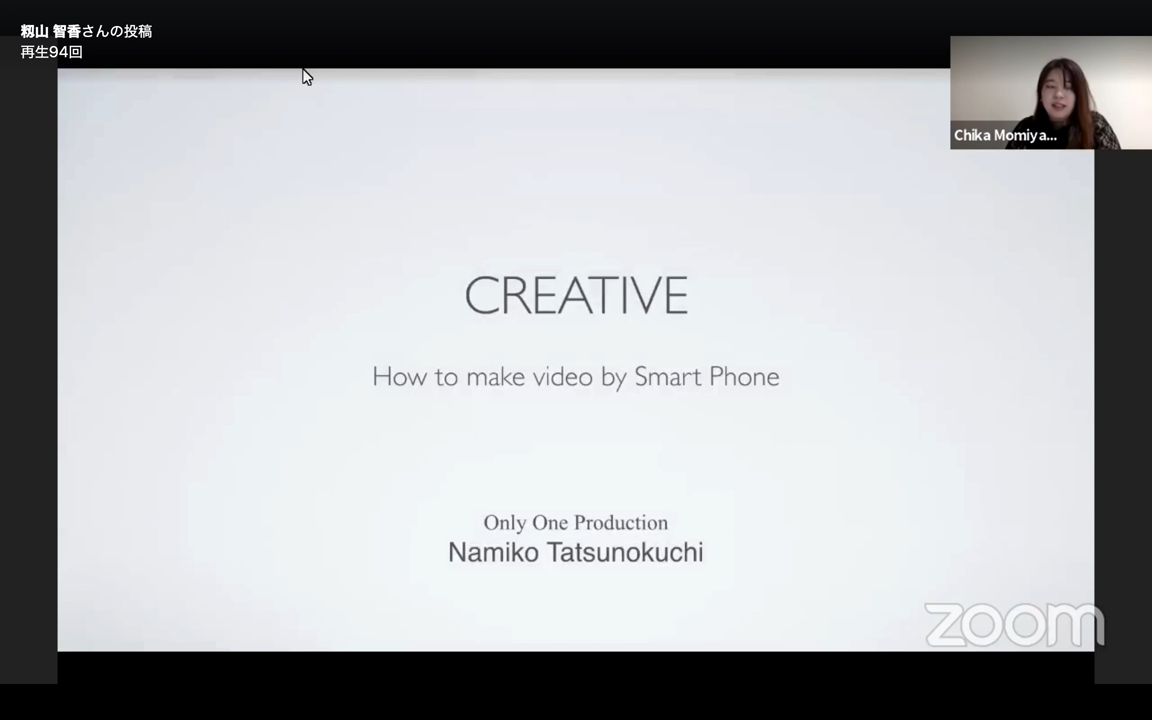 籾山 智香さんの投稿
再生94回
Chika Momiya...
CREATIVE
How to make video by Smart Phone
Only One Production
Namiko Tatsunokuchi
zoom